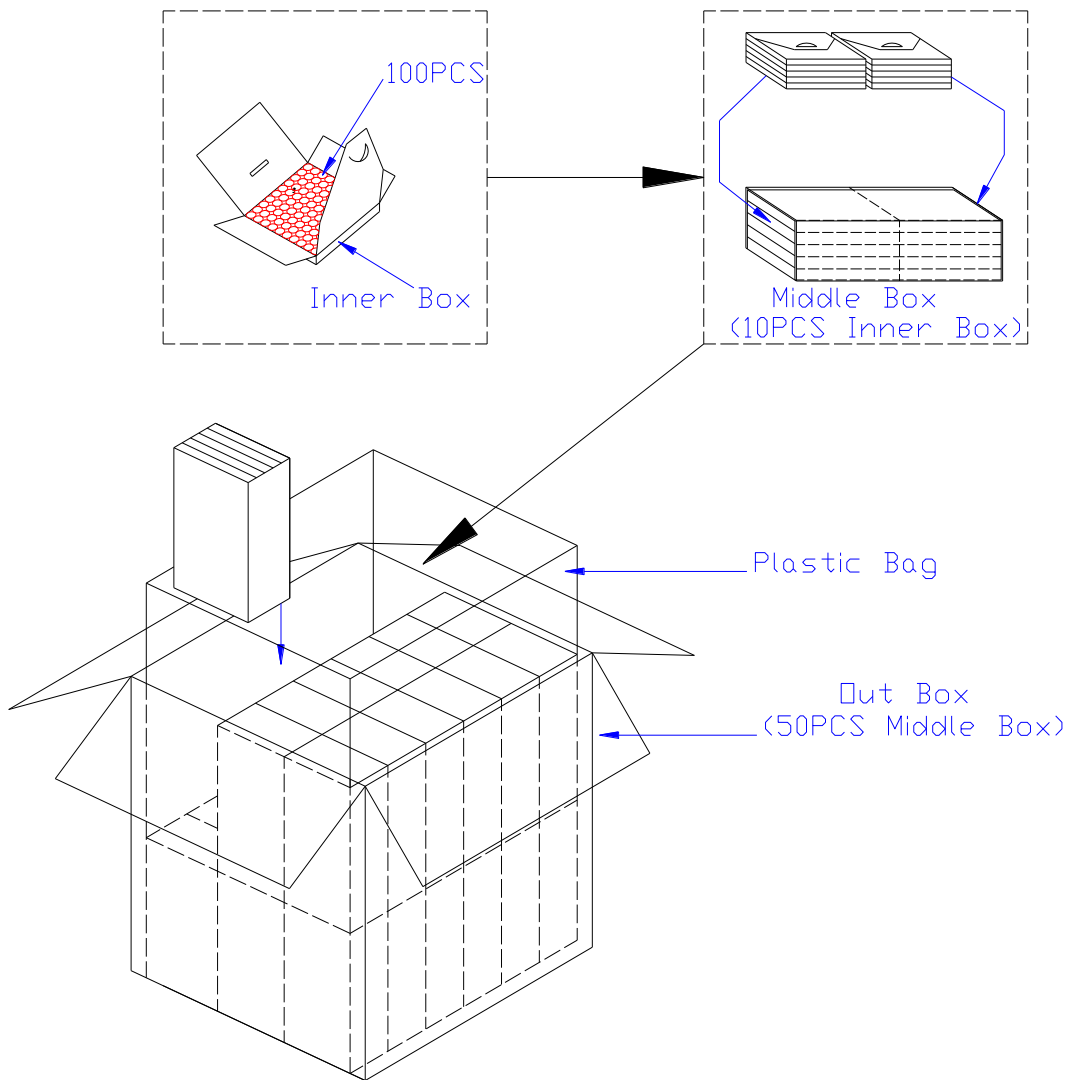 100PCS
Inner Box
Middle Box
(10PCS Inner Box)
Plastic Bag
Out Box
(50PCS Middle Box)